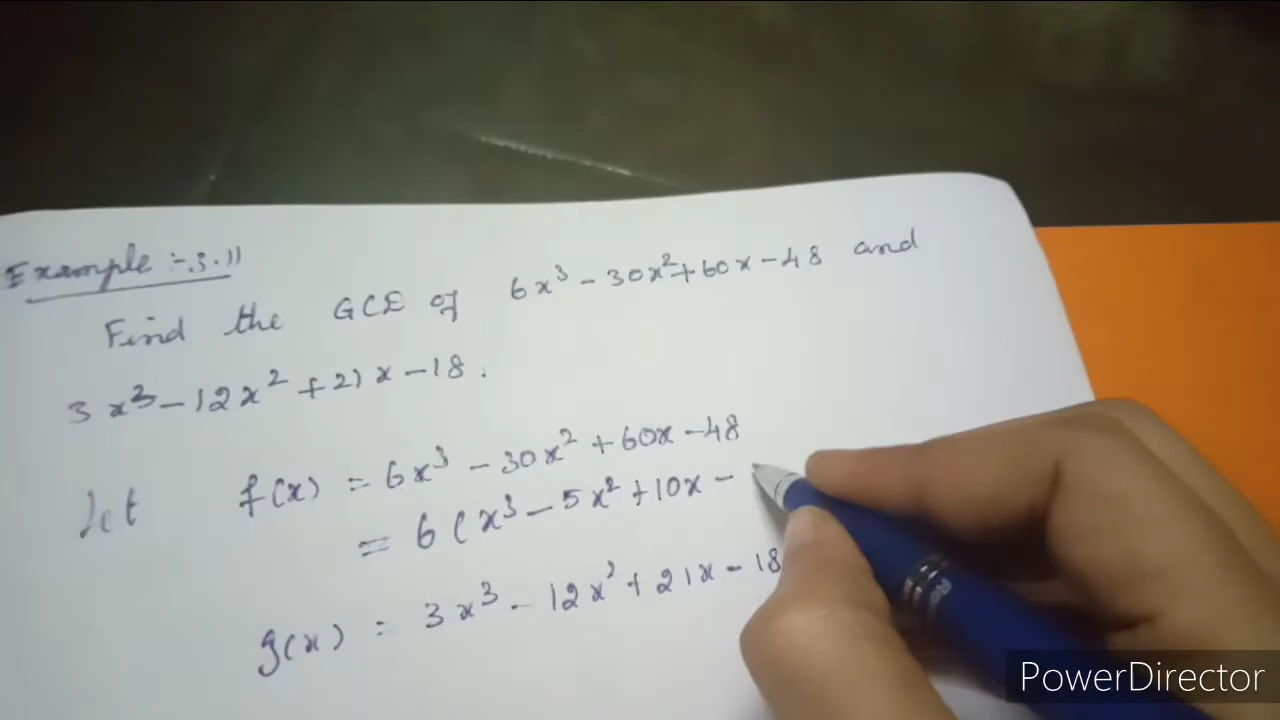 Example :- 3.11
Find the GCD of 6x³ - 30x² + 60x - 48 and
3x³ - 12x² + 21x - 18.
Let f(x) = 6x³ - 30x² + 60x - 48
= 6(x³ - 5x² + 10x -
g(x) = 3x³ - 12x² + 21x - 18
PowerDirector